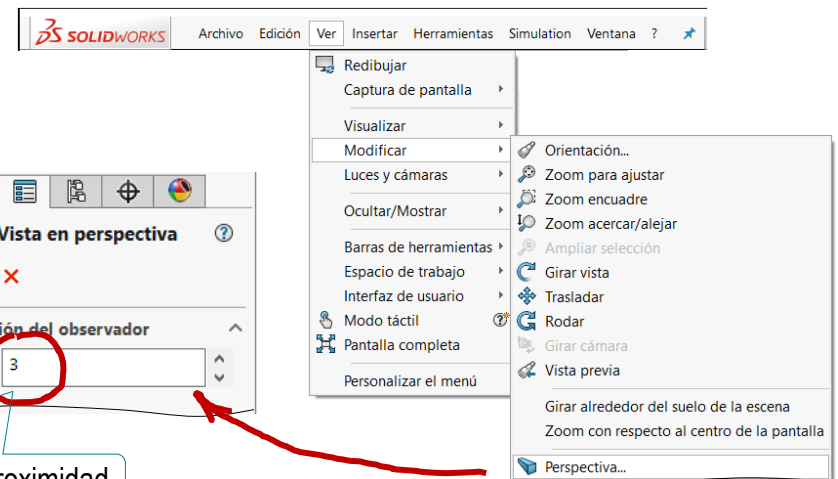 SOLIDWORKS Archivo Edición Ver Insertar Herramientas Simulation Ventana ?
Redibujar
Captura de pantalla
Visualizar
Modificar
Luces y cámaras
Ocultar/Mostrar
Barras de herramientas
Espacio de trabajo
Interfaz de usuario
Modo táctil
Pantalla completa
Personalizar el menú
Orientación...
Zoom para ajustar
Zoom encuadre
Zoom acercar/alejar
Ampliar selección
Girar vista
Trasladar
Rodar
Girar cámara
Vista previa
Girar alrededor del suelo de la escena
Zoom con respecto al centro de la pantalla
Perspectiva...
Vista en perspectiva
ión del observador
3
roximidad